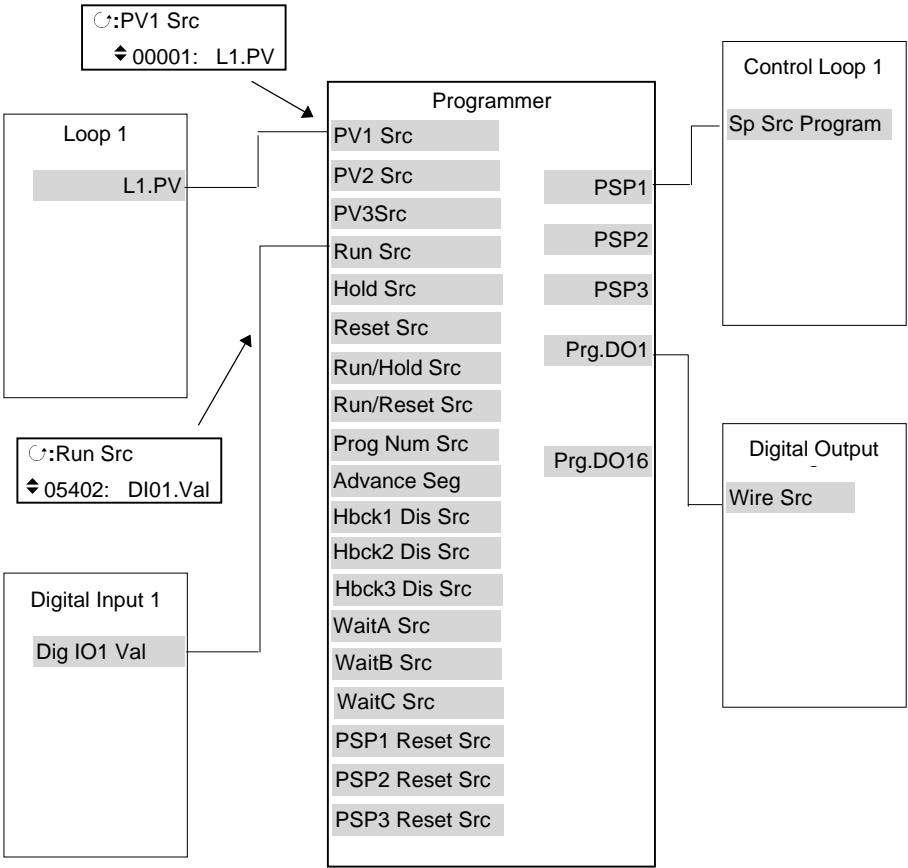 :PV1 Src
00001: L1.PV
Loop 1
L1.PV
Programmer
PV1 Src
PV2 Src
PV3Src
Run Src
Hold Src
Reset Src
Run/Hold Src
Run/Reset Src
Prog Num Src
Advance Seg
Hbck1 Dis Src
Hbck2 Dis Src
Hbck3 Dis Src
WaitA Src
WaitB Src
WaitC Src
PSP1 Reset Src
PSP2 Reset Src
PSP3 Reset Src
PSP1
PSP2
PSP3
Prg.DO1
Prg.DO16
Control Loop 1
Sp Src Program
:Run Src
05402: DI01.Val
Digital Input 1
Dig IO1 Val
Digital Output
Wire Src